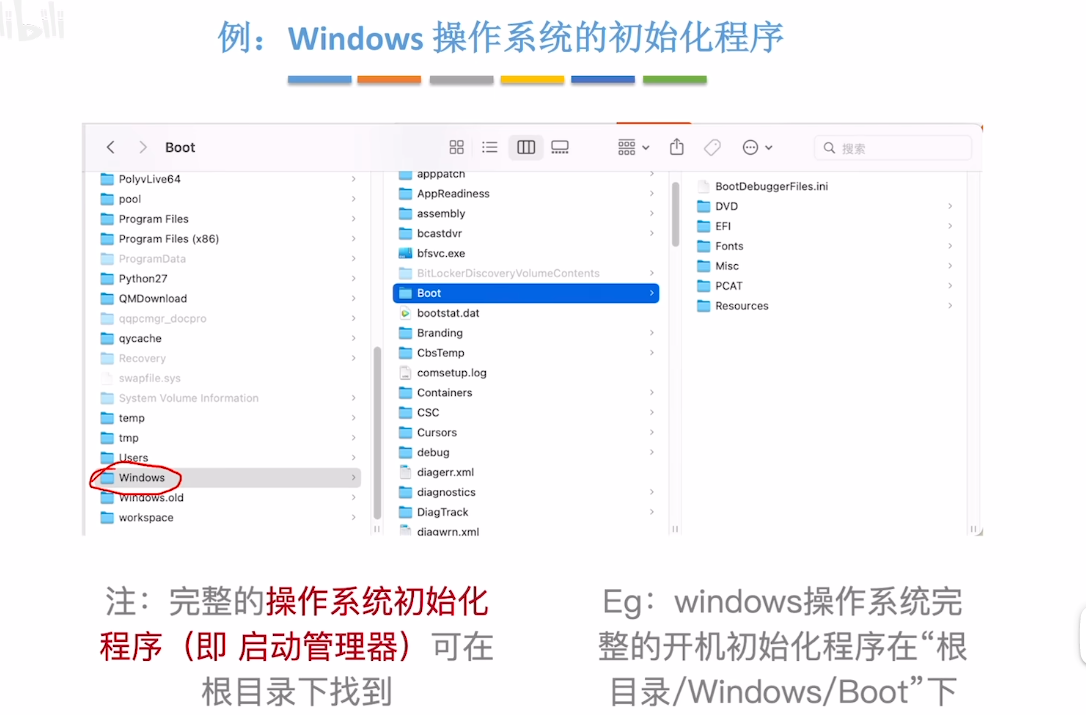 例：Windows 操作系统的初始化程序
Boot
搜索
PolyvLive64
pool
Program Files
Program Files (x86)
ProgramData
Python27
QMDownload
qqpcmgr_docpro
qycache
Recovery
swapfile.sys
System Volume Information
temp
tmp
Users
Windows
Windows.old
workspace
apppatch
AppReadiness
assembly
bcastdvr
bfsvc.exe
BitLockerDiscoveryVolumeContents
Boot
bootstat.dat
Branding
CbsTemp
comsetup.log
Containers
CSC
Cursors
debug
diagerr.xml
diagnostics
DiagTrack
diagwrn.xml
BootDebuggerFiles.ini
DVD
EFI
Fonts
Misc
PCAT
Resources
注：完整的操作系统初始化
程序（即 启动管理器）可在
根目录下找到
Eg：windows操作系统完
整的开机初始化程序在“根
目录/Windows/Boot”下